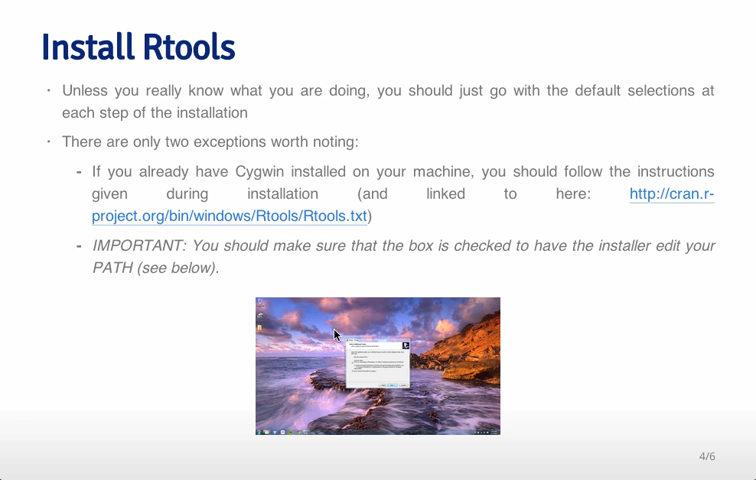 Install Rtools
· Unless you really know what you are doing, you should just go with the default selections at
each step of the installation
· There are only two exceptions worth noting:
- If you already have Cygwin installed on your machine, you should follow the instructions
given during installation (and linked to here: http://cran.r-
project.org/bin/windows/Rtools/Rtools.txt)
- IMPORTANT: You should make sure that the box is checked to have the installer edit your
PATH (see below).
4/6